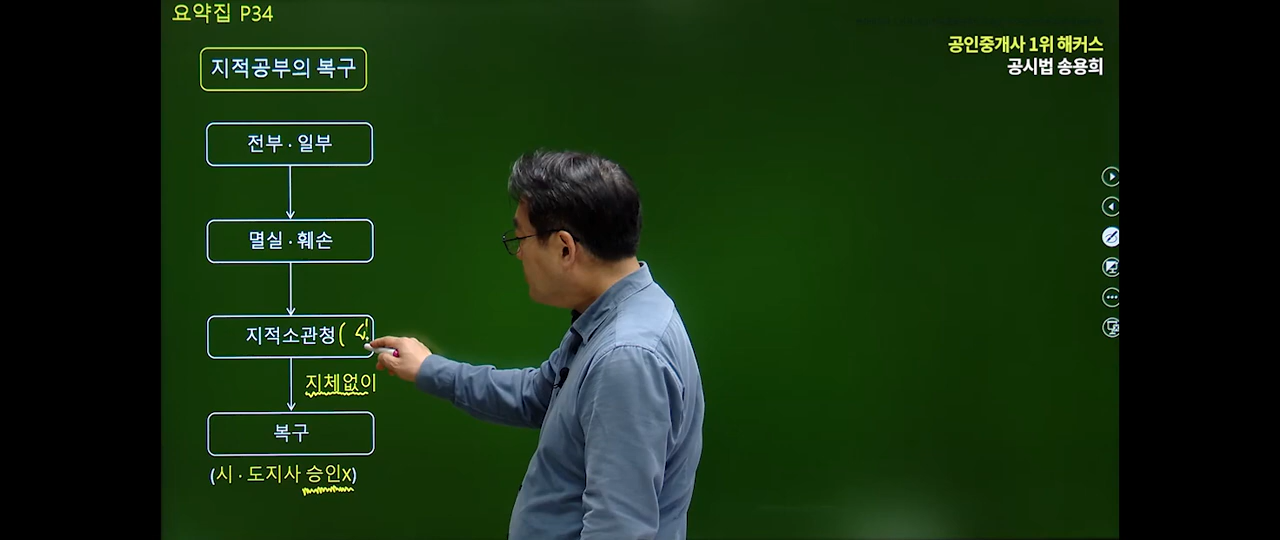 요약집 P34
공인중개사 1위 해커스
공시법 송용희
지적공부의 복구
전부 · 일부
멸실 · 훼손
지적소관청(
지체없이
복구
(시 · 도지사 승인X)